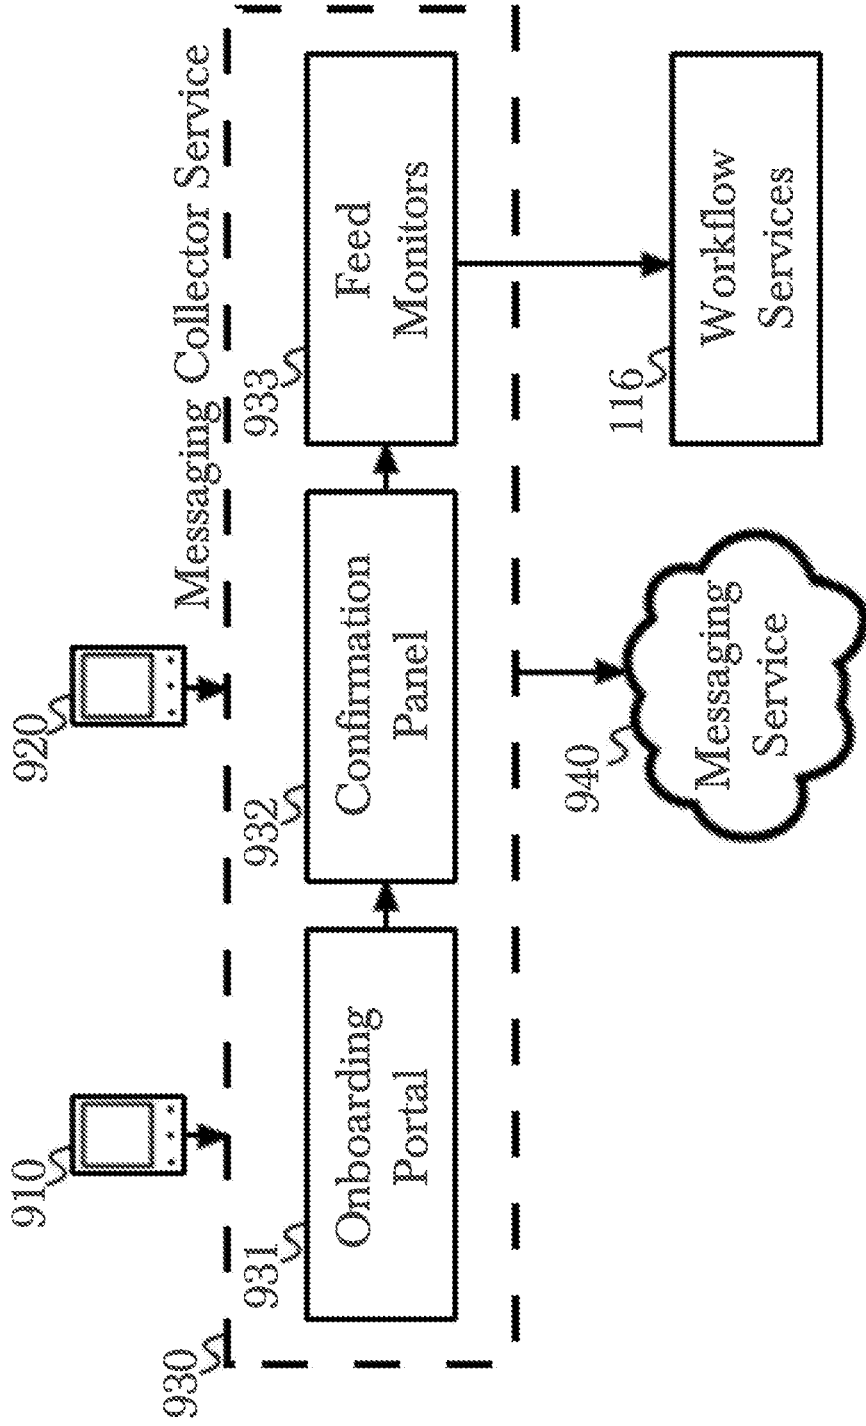 910
920
930
Messaging Collector Service
931
Onboarding
Portal
932
Confirmation
Panel
933
Feed
Monitors
940
Messaging
Service
116
Workflow
Services